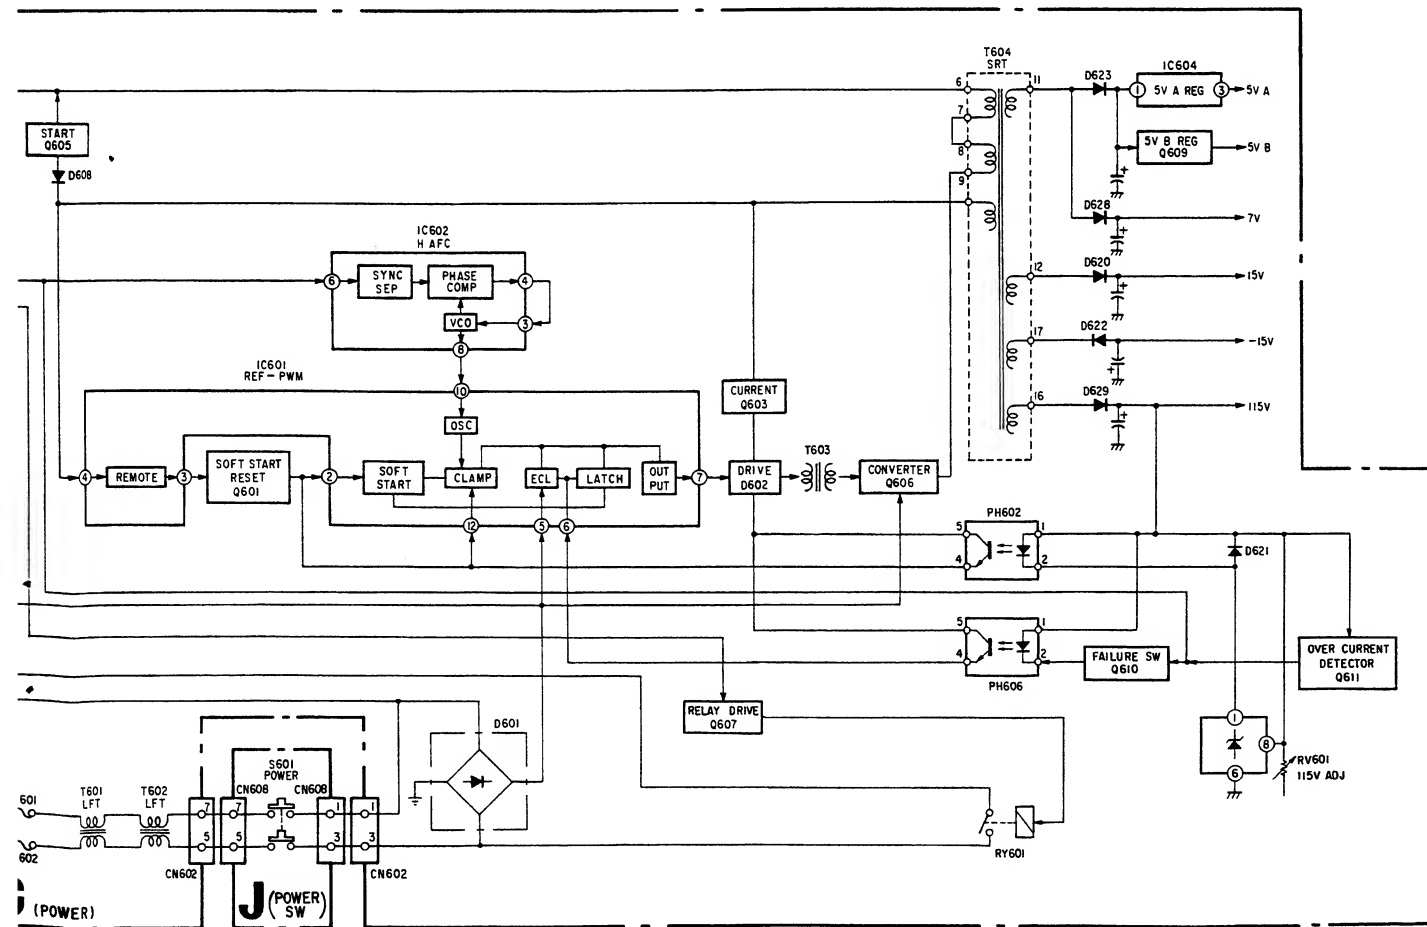 T604
SRT
6
7
8
9
11
12
17
16
D623
IC604
1
5V A REG
3
5V A
5V B REG
Q609
5V B
+
D628
7V
+
D620
15V
+
D622
-15V
+
D629
115V
+
START
Q605
D608
IC602
H AFC
6
SYNC
SEP
PHASE
COMP
4
VCO
3
8
IC601
REF-PWM
10
OSC
4
REMOTE
3
SOFT START
RESET
Q601
2
SOFT
START
CLAMP
ECL
LATCH
OUT
PUT
7
12
5
6
CURRENT
Q603
DRIVE
D602
T603
CONVERTER
Q606
PH602
5
4
1
2
D621
5
4
1
2
PH606
FAILURE SW
Q610
OVER CURRENT
DETECTOR
Q611
RELAY DRIVE
Q607
1
8
6
RV601
115V ADJ
D601
RY601
S601
POWER
CN608
CN608
7
7
1
1
5
5
3
3
601
602
T601
LFT
T602
LFT
CN602
CN602
J (POWER
SW)
(POWER)